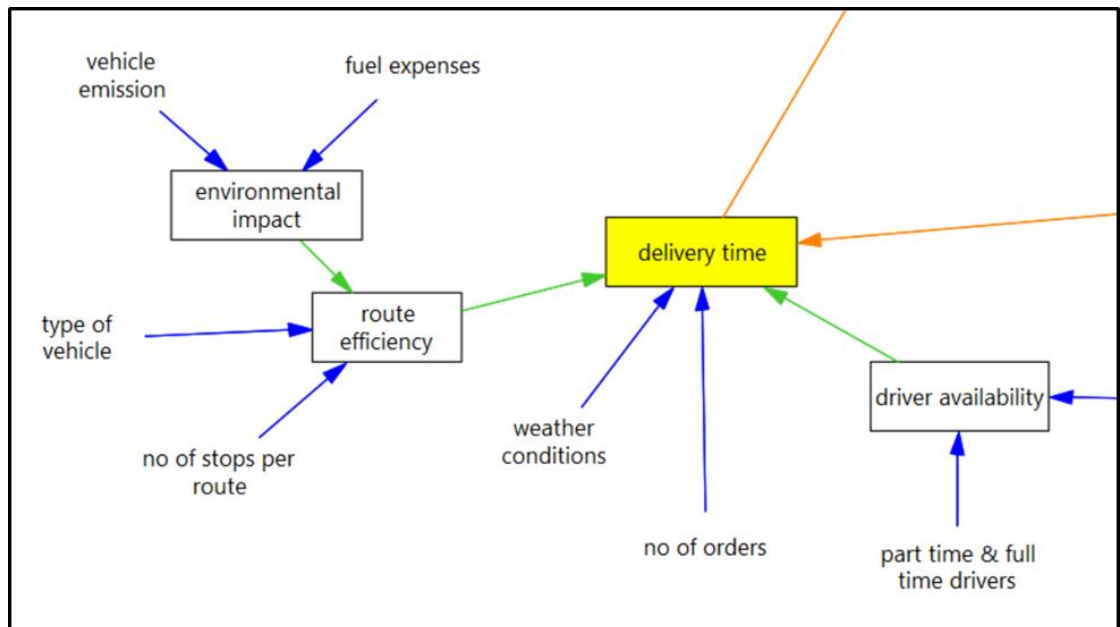 vehicle
emission
fuel expenses
environmental
impact
delivery time
type of
vehicle
route
efficiency
driver availability
weather
conditions
no of stops per
route
no of orders
part time & full
time drivers